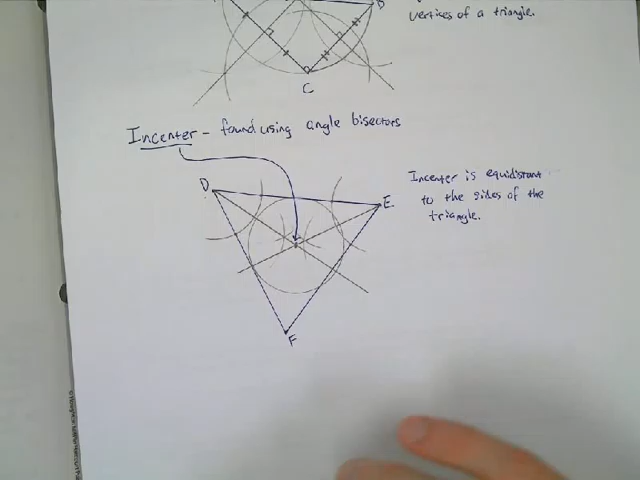 vertices of a triangle.
C
Incenter - found using angle bisectors
D
E
Incenter is equidistant
to the sides of the
triangle.
F